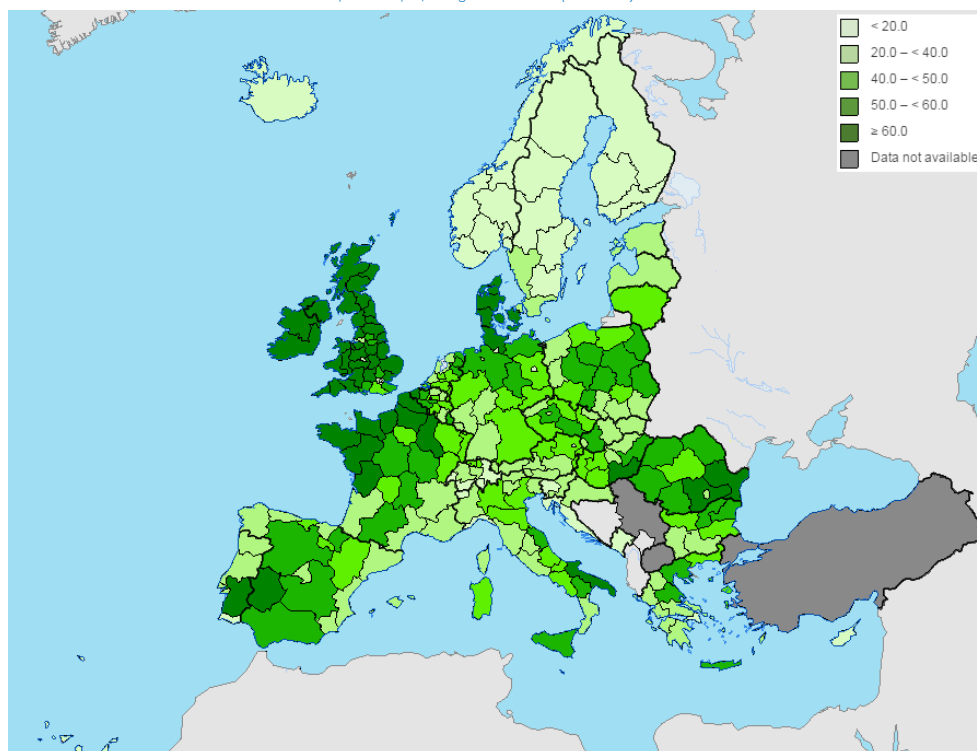 < 20.0
20.0 – < 40.0
40.0 – < 50.0
50.0 – < 60.0
≥ 60.0
Data not available